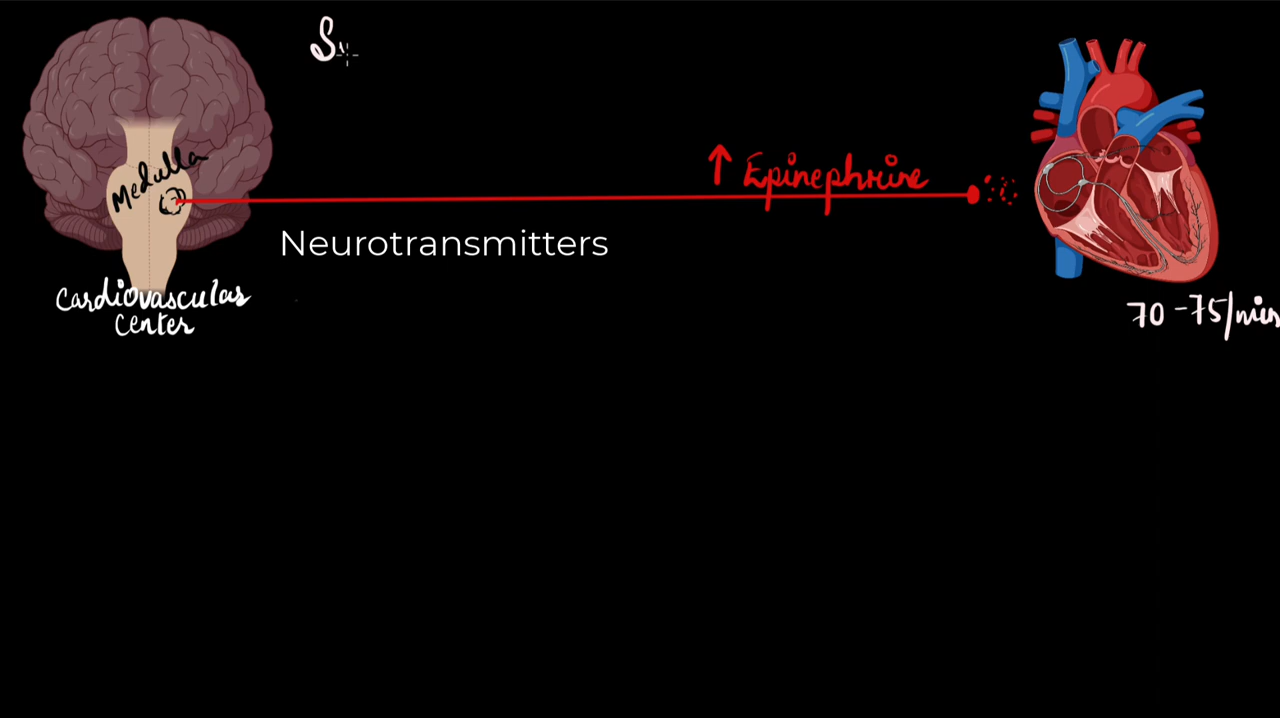 Medulla
↑ Epinephrine
Neurotransmitters
Cardiovascular
center
70-75/min